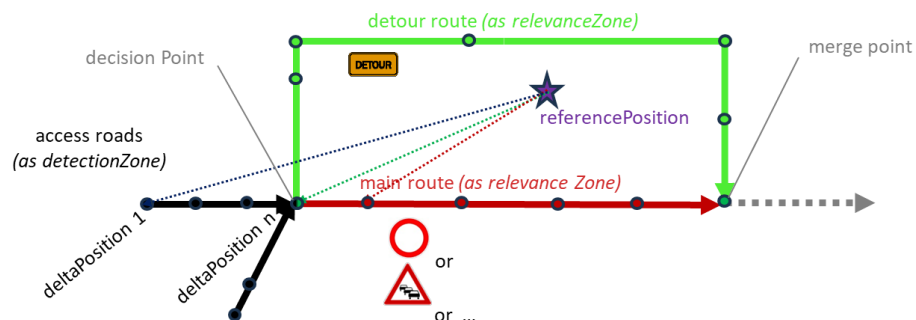 detour route (as relevanceZone)
decision Point
merge point
DETOUR
referencePosition
access roads
(as detectionZone)
main route (as relevance Zone)
deltaPosition 1
deltaPosition n
or
or ...